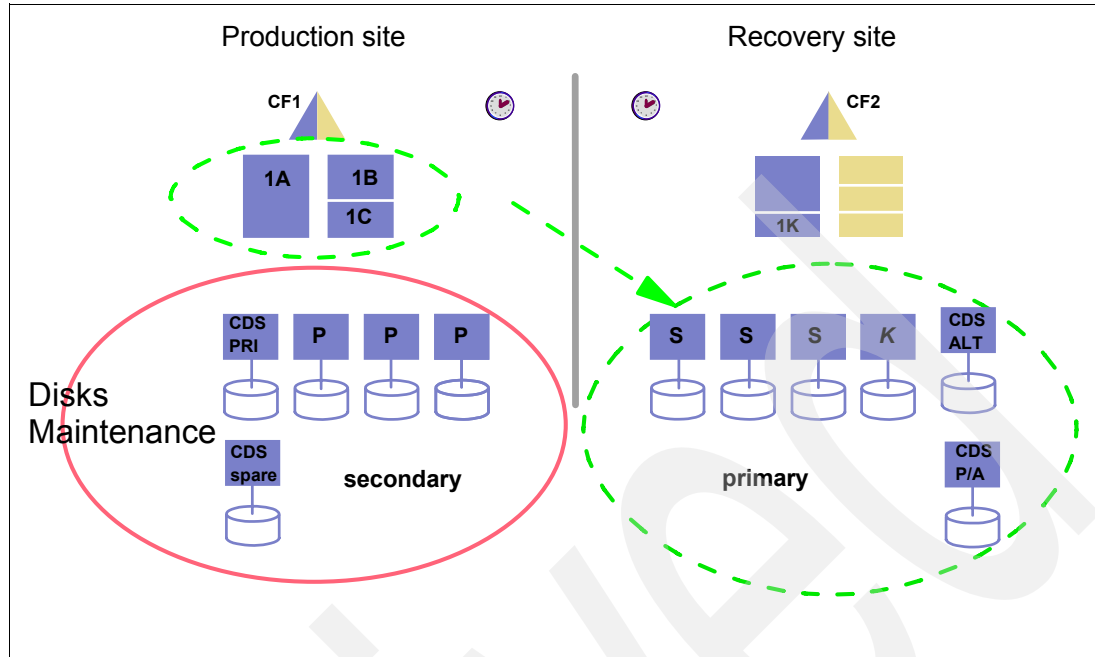 Production site
Recovery site
CF1
CF2
1A
1B
1C
1K
CDS
PRI
P
P
P
S
S
S
K
CDS
ALT
Disks
Maintenance
CDS
spare
secondary
primary
CDS
P/A